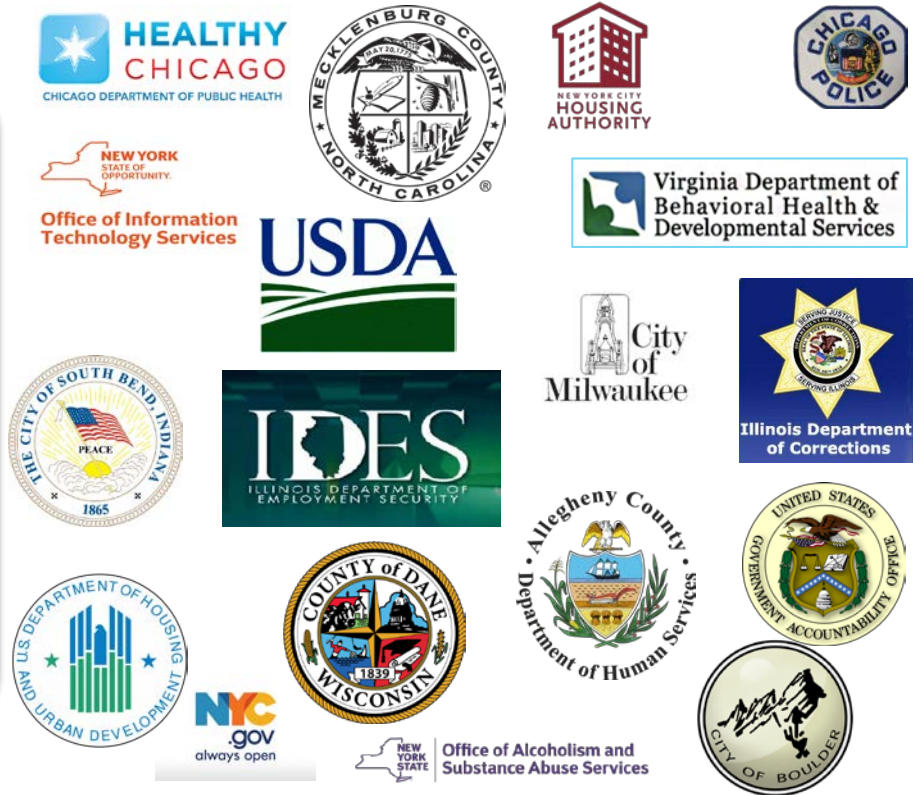 HEALTHY
CHICAGO
CHICAGO DEPARTMENT OF PUBLIC HEALTH
MECKLENBURG COUNTY
MAY 20, 1775
NORTH CAROLINA
®
NEW YORK CITY
HOUSING
AUTHORITY
CHICAGO
POLICE
NEW YORK
STATE OF
OPPORTUNITY.
Office of Information
Technology Services
Virginia Department of
Behavioral Health &
Developmental Services
USDA
City
of
Milwaukee
SERVING JUSTICE
SERVING ILLINOIS
Illinois Department
of Corrections
THE CITY OF SOUTH BEND, INDIANA
PEACE
1865
IDES
ILLINOIS DEPARTMENT OF
EMPLOYMENT SECURITY
Allegheny County
Department of Human Services
UNITED STATES
GOVERNMENT ACCOUNTABILITY OFFICE
U.S. DEPARTMENT OF HOUSING
AND URBAN DEVELOPMENT
COUNTY of DANE
1839
WISCONSIN
NYC
.gov
always open
NEW
YORK
STATE
Office of Alcoholism and
Substance Abuse Services
CITY OF BOULDER